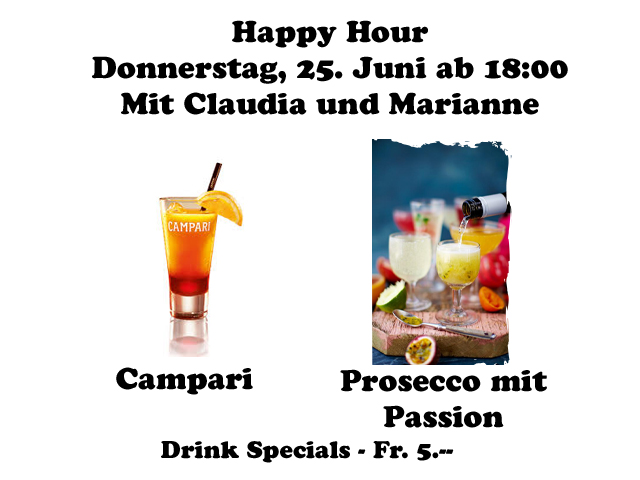 Happy Hour
Donnerstag, 25. Juni ab 18:00
Mit Claudia und Marianne
CAMPARI
Campari
Prosecco mit
Passion
Drink Specials - Fr. 5.--